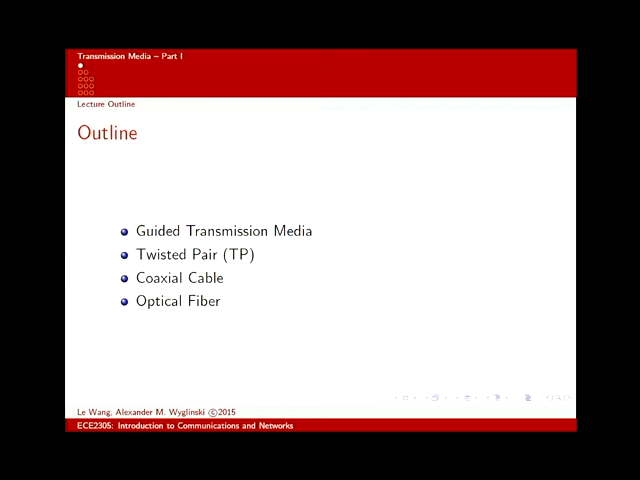 Transmission Media – Part I
Lecture Outline
Outline
Guided Transmission Media
Twisted Pair (TP)
Coaxial Cable
Optical Fiber
Le Wang, Alexander M. Wyglinski ©2015
ECE2305: Introduction to Communications and Networks